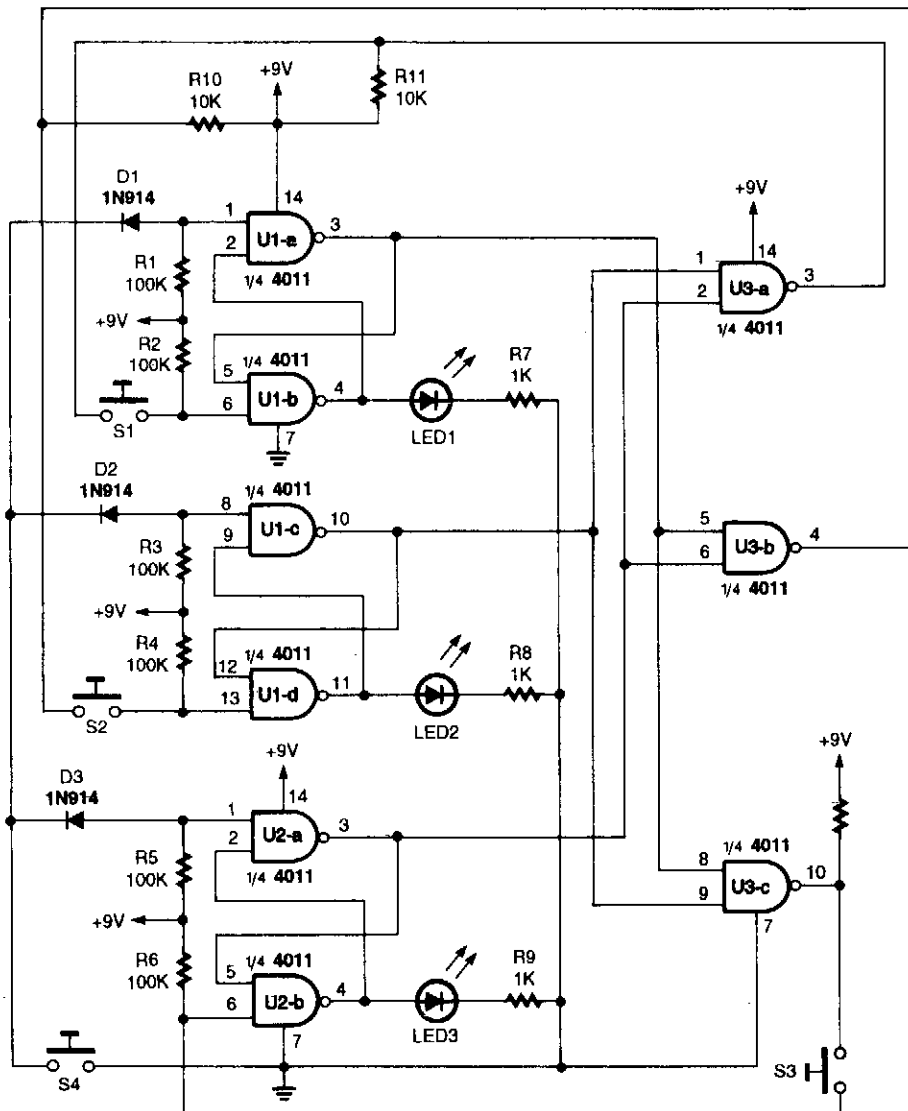 +9V
R10
10K
R11
10K
D1
1N914
14
1
2
U1-a
3
1/4 4011
R1
100K
+9V
R2
100K
1/4 4011
5
6
U1-b
4
7
S1
LED1
R7
1K
+9V
14
1
2
U3-a
3
1/4 4011
D2
1N914
1/4 4011
8
9
U1-c
10
R3
100K
+9V
R4
100K
1/4 4011
12
13
U1-d
11
S2
LED2
R8
1K
5
6
U3-b
4
1/4 4011
+9V
14
D3
1N914
1
2
U2-a
3
1/4 4011
R5
100K
+9V
R6
100K
1/4 4011
5
6
U2-b
4
7
S4
LED3
R9
1K
+9V
1/4 4011
8
9
U3-c
10
7
S3